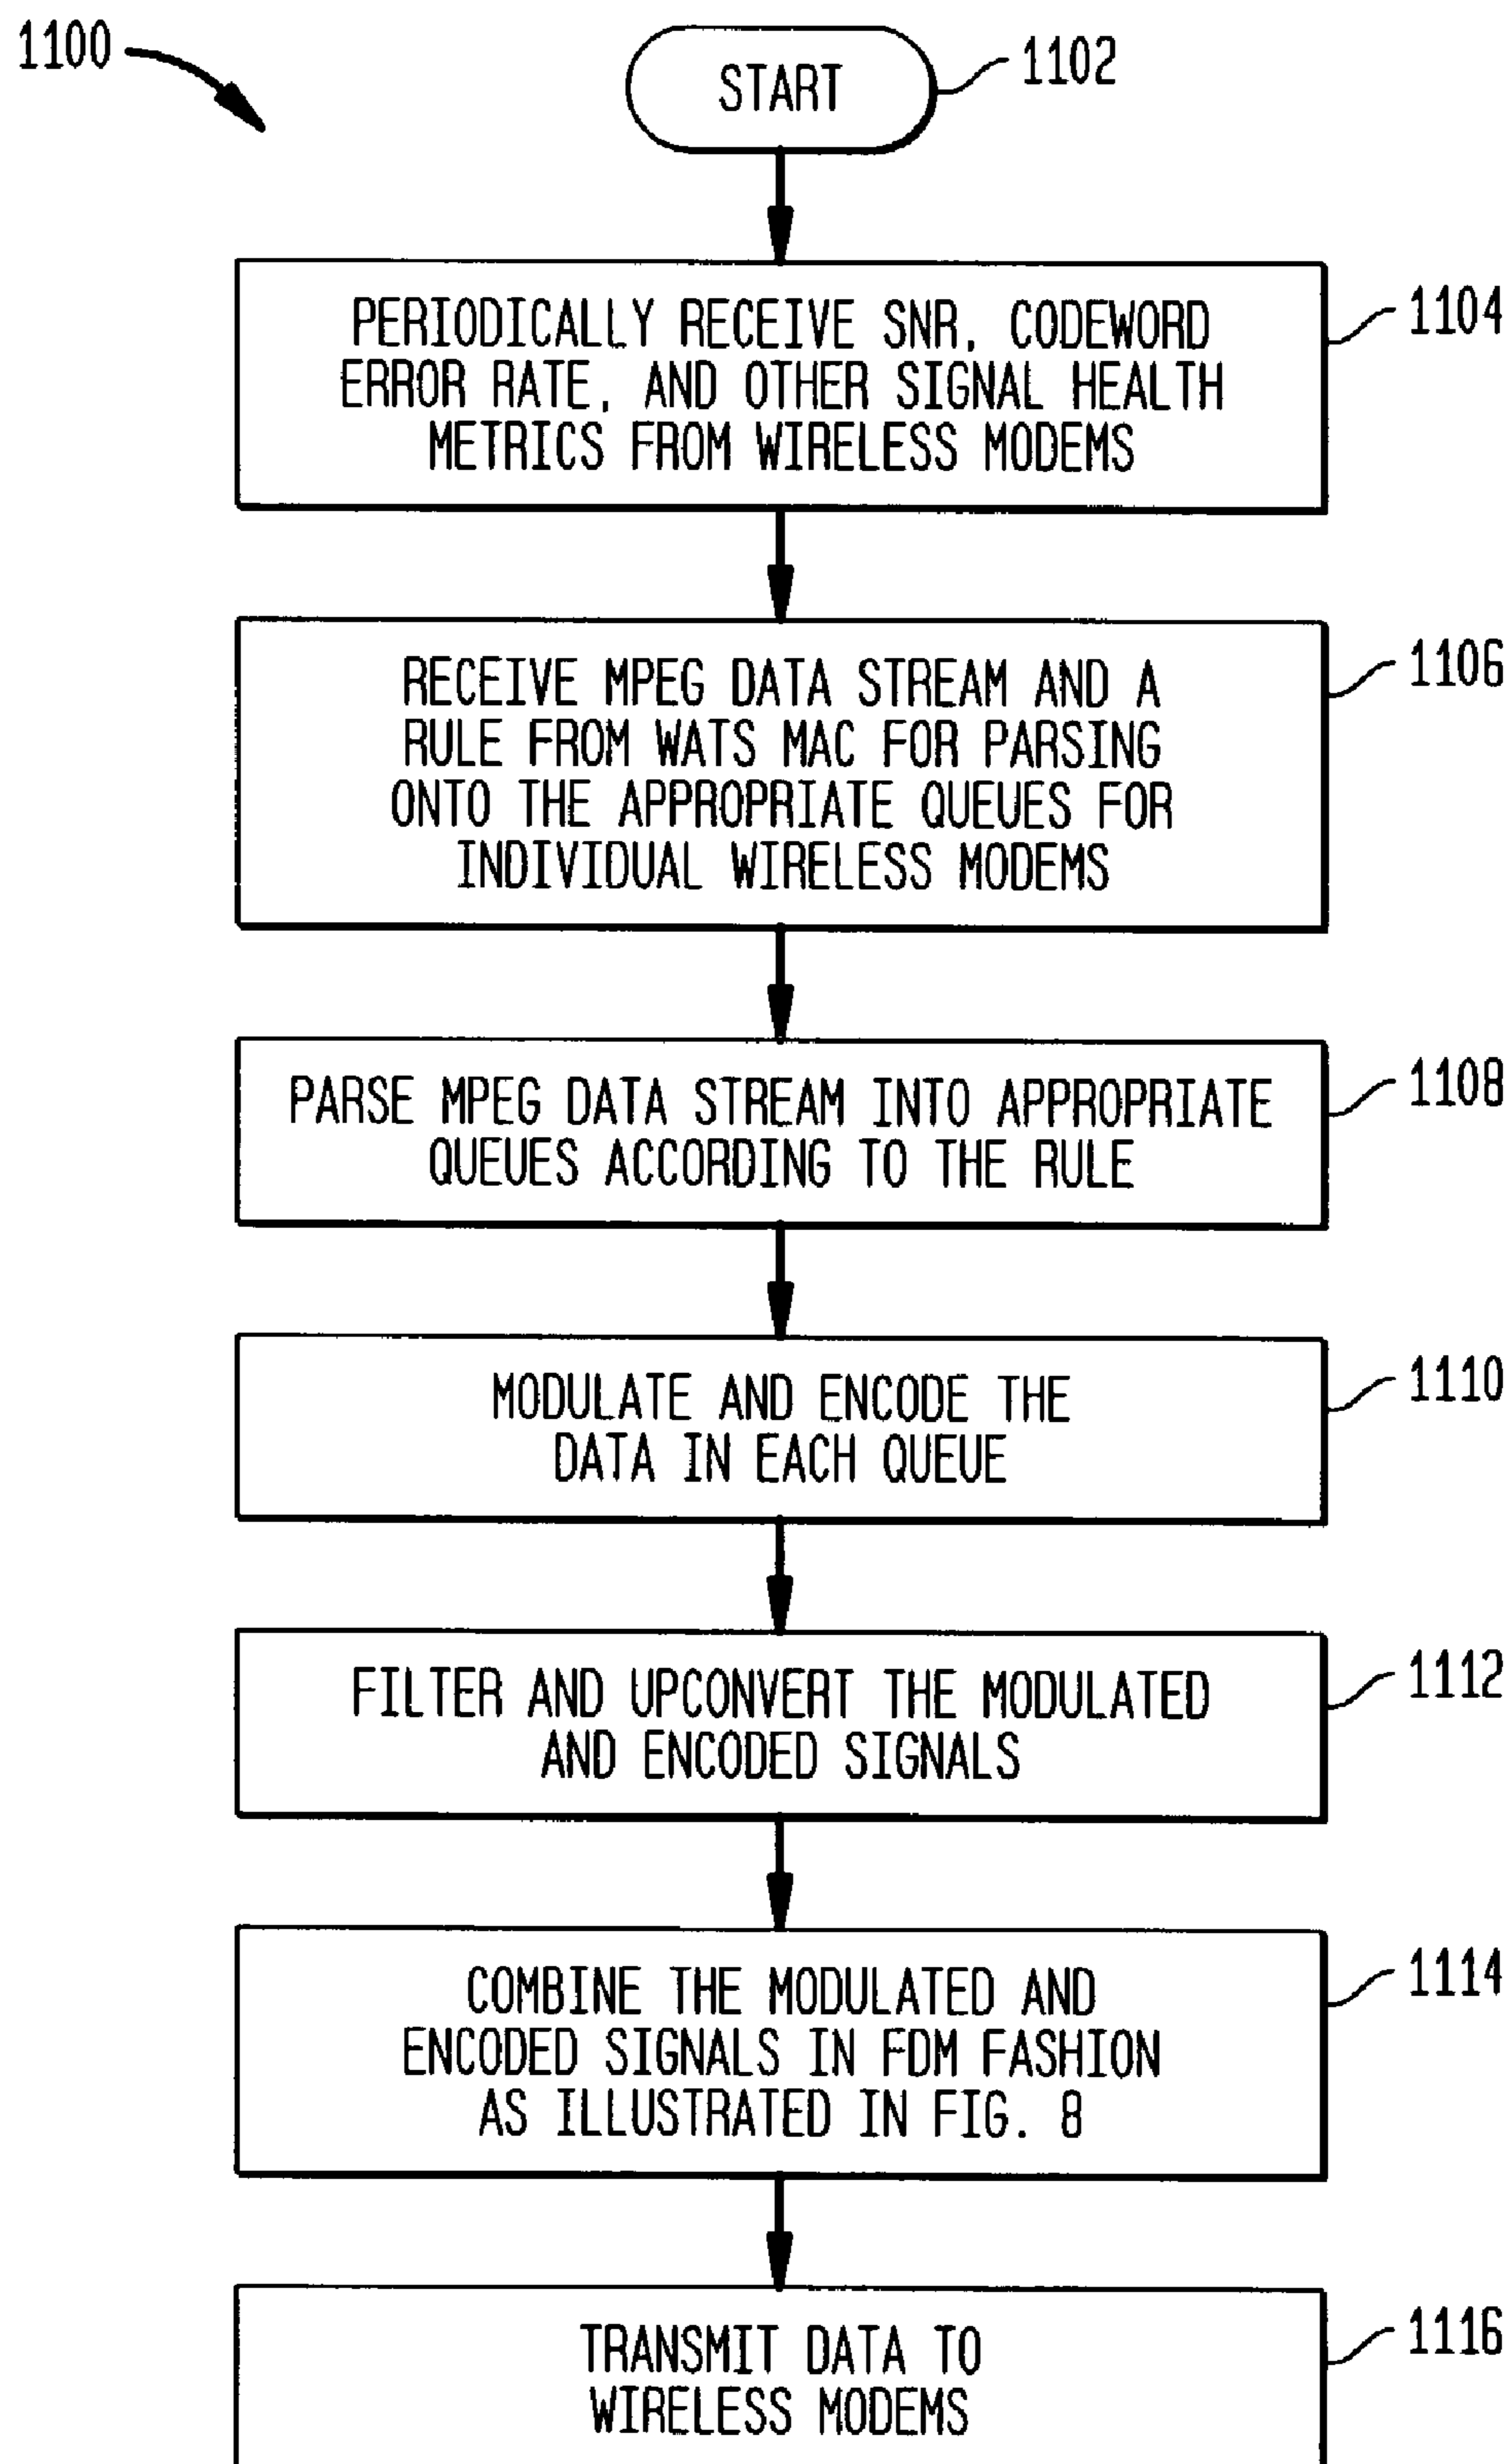 1100
START
1102
PERIODICALLY RECEIVE SNR, CODEWORD
ERROR RATE, AND OTHER SIGNAL HEALTH
METRICS FROM WIRELESS MODEMS
1104
RECEIVE MPEG DATA STREAM AND A
RULE FROM WATS MAC FOR PARSING
ONTO THE APPROPRIATE QUEUES FOR
INDIVIDUAL WIRELESS MODEMS
1106
PARSE MPEG DATA STREAM INTO APPROPRIATE
QUEUES ACCORDING TO THE RULE
1108
MODULATE AND ENCODE THE
DATA IN EACH QUEUE
1110
FILTER AND UPCONVERT THE MODULATED
AND ENCODED SIGNALS
1112
COMBINE THE MODULATED AND
ENCODED SIGNALS IN FDM FASHION
AS ILLUSTRATED IN FIG. 8
1114
TRANSMIT DATA TO
WIRELESS MODEMS
1116